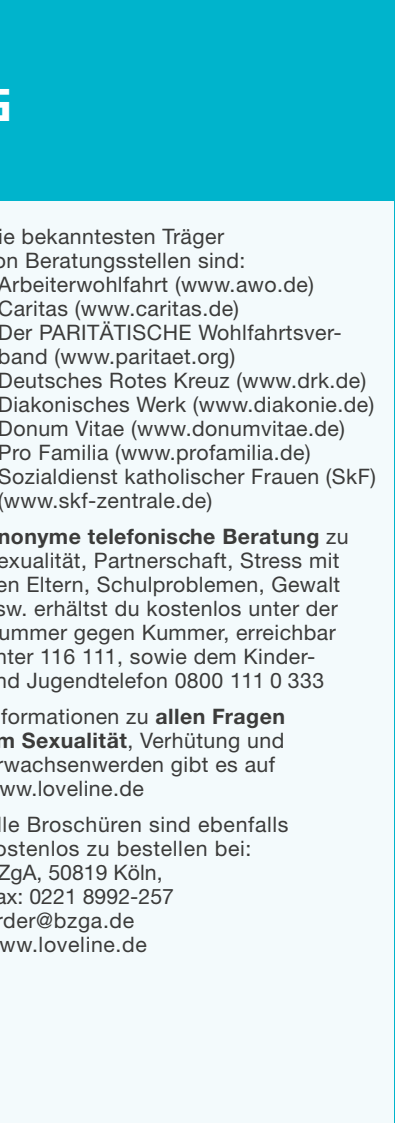 ie bekanntesten Träger
on Beratungsstellen sind:
Arbeiterwohlfahrt (www.awo.de)
Caritas (www.caritas.de)
Der PARITÄTISCHE Wohlfahrtsver-
band (www.paritaet.org)
Deutsches Rotes Kreuz (www.drk.de)
Diakonisches Werk (www.diakonie.de)
Donum Vitae (www.donumvitae.de)
Pro Familia (www.profamilia.de)
Sozialdienst katholischer Frauen (SkF)
(www.skf-zentrale.de)
nonyme telefonische Beratung zu
exualität, Partnerschaft, Stress mit
en Eltern, Schulproblemen, Gewalt
sw. erhältst du kostenlos unter der
ummer gegen Kummer, erreichbar
nter 116 111, sowie dem Kinder-
nd Jugendtelefon 0800 111 0 333
nformationen zu allen Fragen
m Sexualität, Verhütung und
rwachsenwerden gibt es auf
ww.loveline.de
lle Broschüren sind ebenfalls
ostenlos zu bestellen bei:
ZgA, 50819 Köln,
ax: 0221 8992-257
rder@bzga.de
ww.loveline.de